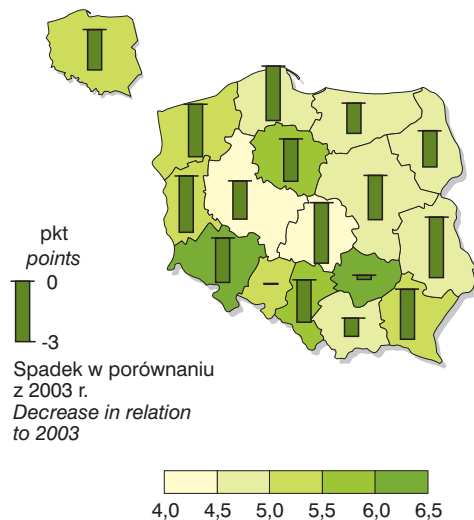 pkt
points
0
-3
Spadek w porównaniu
z 2003 r.
Decrease in relation
to 2003
4,0 4,5 5,0 5,5 6,0 6,5